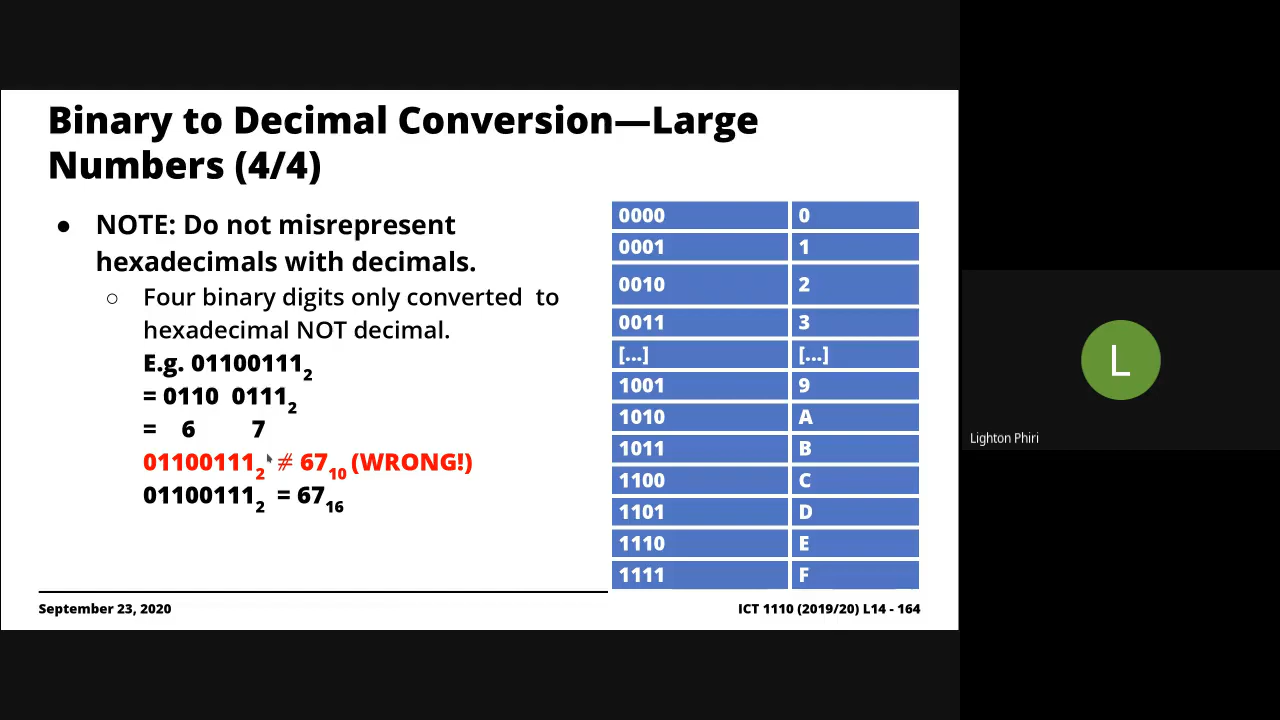 Binary to Decimal Conversion—Large
Numbers (4/4)
● NOTE: Do not misrepresent
hexadecimals with decimals.
○ Four binary digits only converted to
hexadecimal NOT decimal.
E.g. 01100111₂
= 0110 0111₂
= 6 7
01100111₂ ≠ 67₁₀ (WRONG!)
01100111₂ = 67₁₆
0000 0
0001 1
0010 2
0011 3
[...] [...]
1001 9
1010 A
1011 B
1100 C
1101 D
1110 E
1111 F
September 23, 2020
ICT 1110 (2019/20) L14 - 164
L
Lighton Phiri